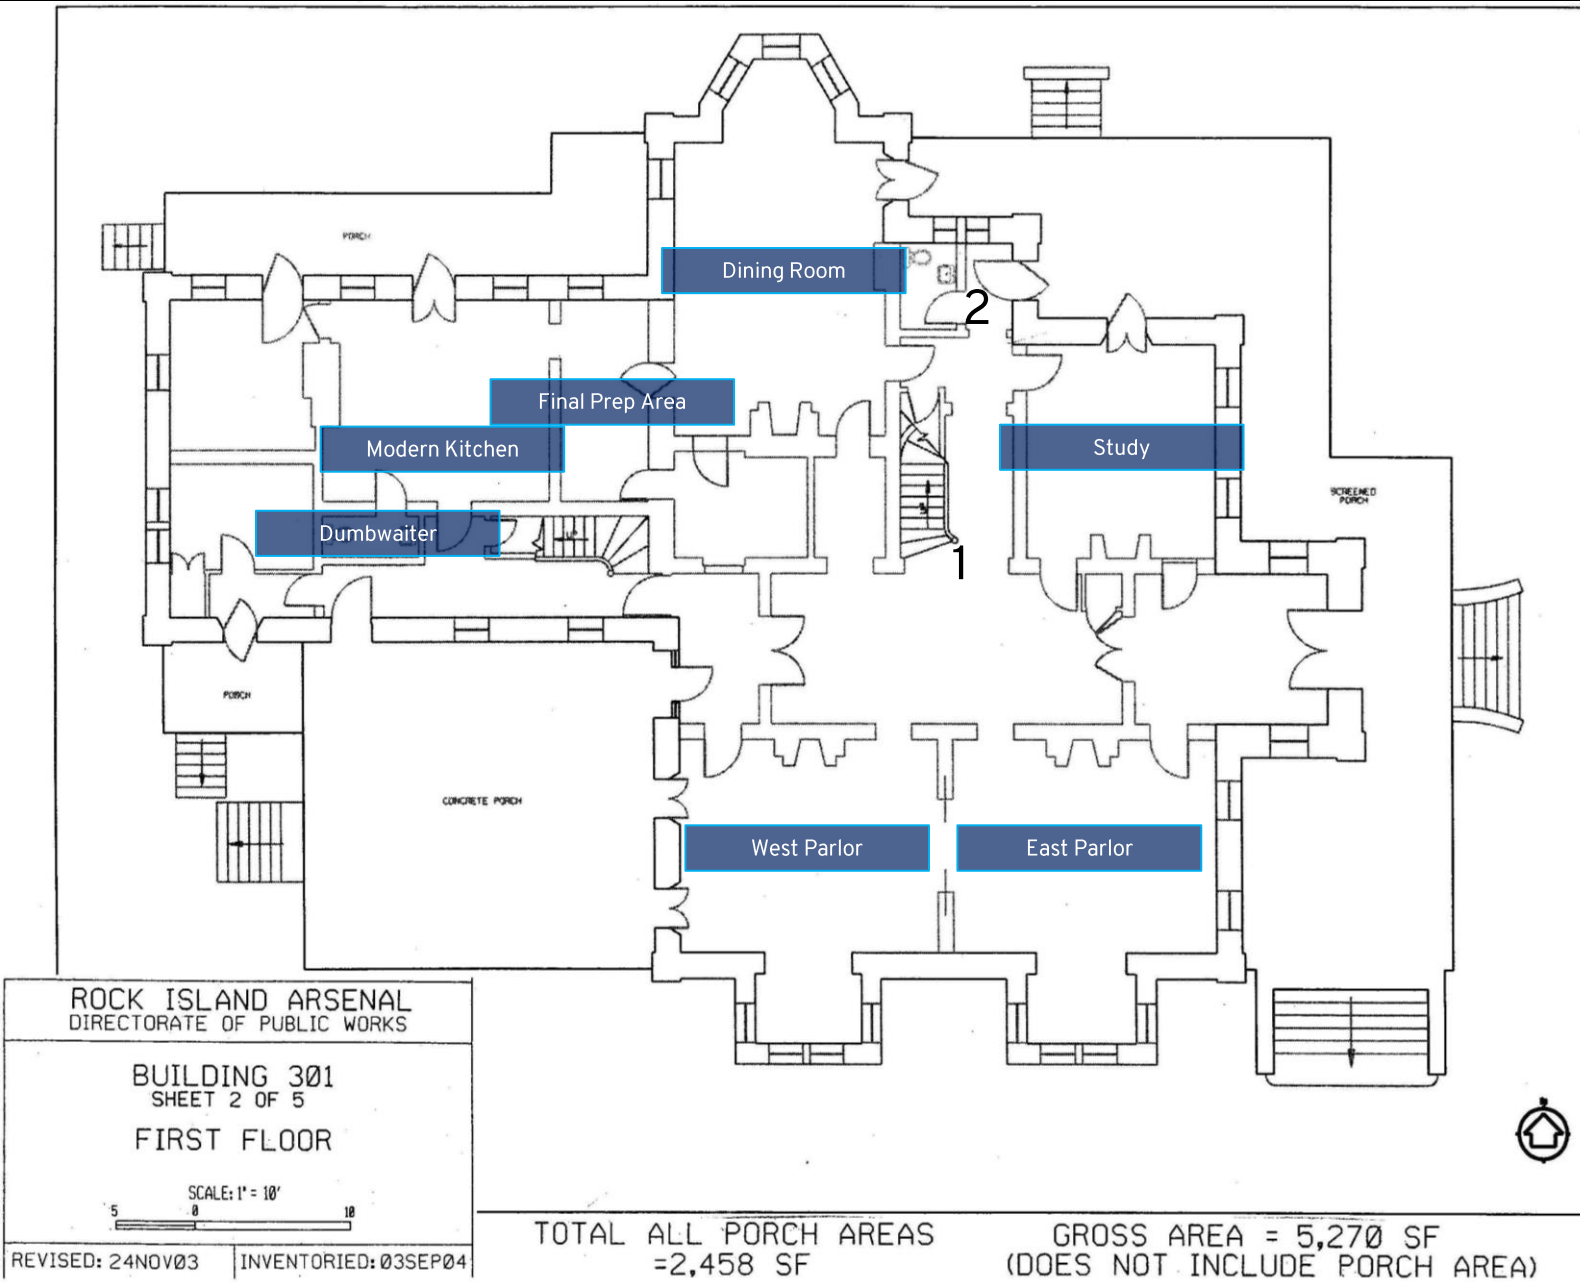 PORCH
Dining Room
2
Final Prep Area
Modern Kitchen
Study
SCREENED
PORCH
Dumbwaiter
UP
1
PORCH
CONCRETE PORCH
West Parlor
East Parlor
ROCK ISLAND ARSENAL
DIRECTORATE OF PUBLIC WORKS
BUILDING 301
SHEET 2 OF 5
FIRST FLOOR
SCALE: 1" = 10'
5 0 10
REVISED: 24NOV03
INVENTORIED: 03SEP04
TOTAL ALL PORCH AREAS
=2,458 SF
GROSS AREA = 5,270 SF
(DOES NOT INCLUDE PORCH AREA)